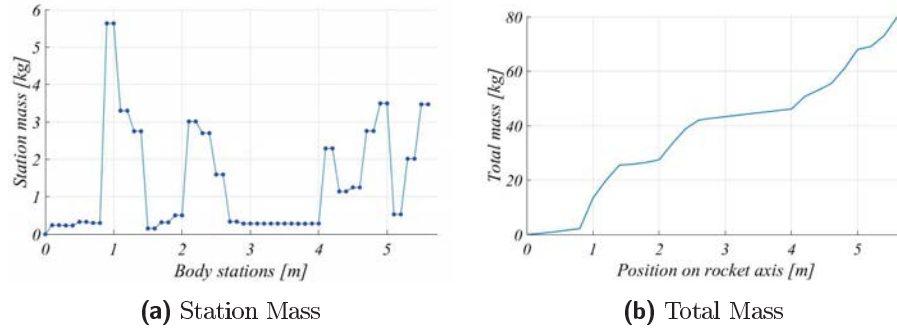 6
5
4
3
2
1
0
Station mass [kg]
0 1 2 3 4 5
Body stations [m]
(a) Station Mass
80
60
40
20
0
Total mass [kg]
0 1 2 3 4 5
Position on rocket axis [m]
(b) Total Mass